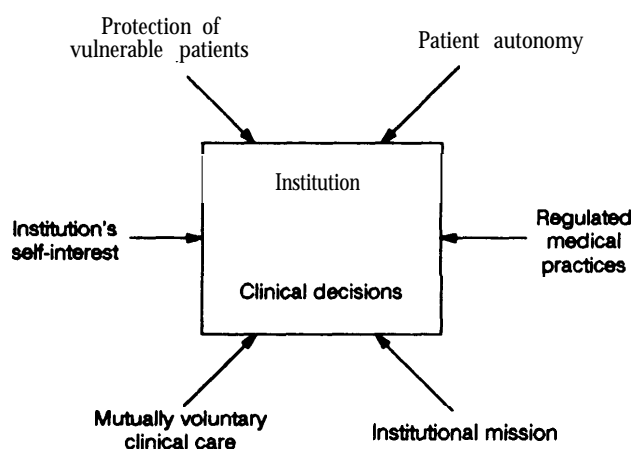 Protection of
vulnerable patients
Patient autonomy
Institution
Institution's
self-interest
Regulated
medical
practices
Clinical decisions
Mutually voluntary
clinical care
Institutional mission